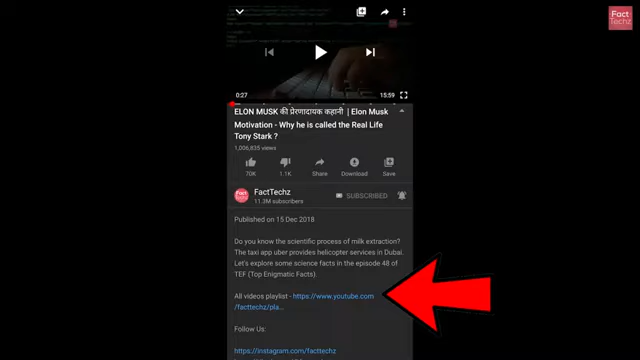 Fact
Techz
0:27
15:59
ELON MUSK की प्रेरणादायक कहानी | Elon Musk
Motivation - Why he is called the Real Life
Tony Stark ?
1,006,835 views
70K
1.1K
Share
Download
Save
FactTechz
11.3M subscribers
SUBSCRIBED
Published on 15 Dec 2018
Do you know the scientific process of milk extraction?
The taxi app uber provides helicopter services in Dubai.
Let's explore some science facts in the episode 48 of
TEF (Top Enigmatic Facts).
All videos playlist - https://www.youtube.com
/facttechz/pla...
Follow Us:
https://instagram.com/facttechz